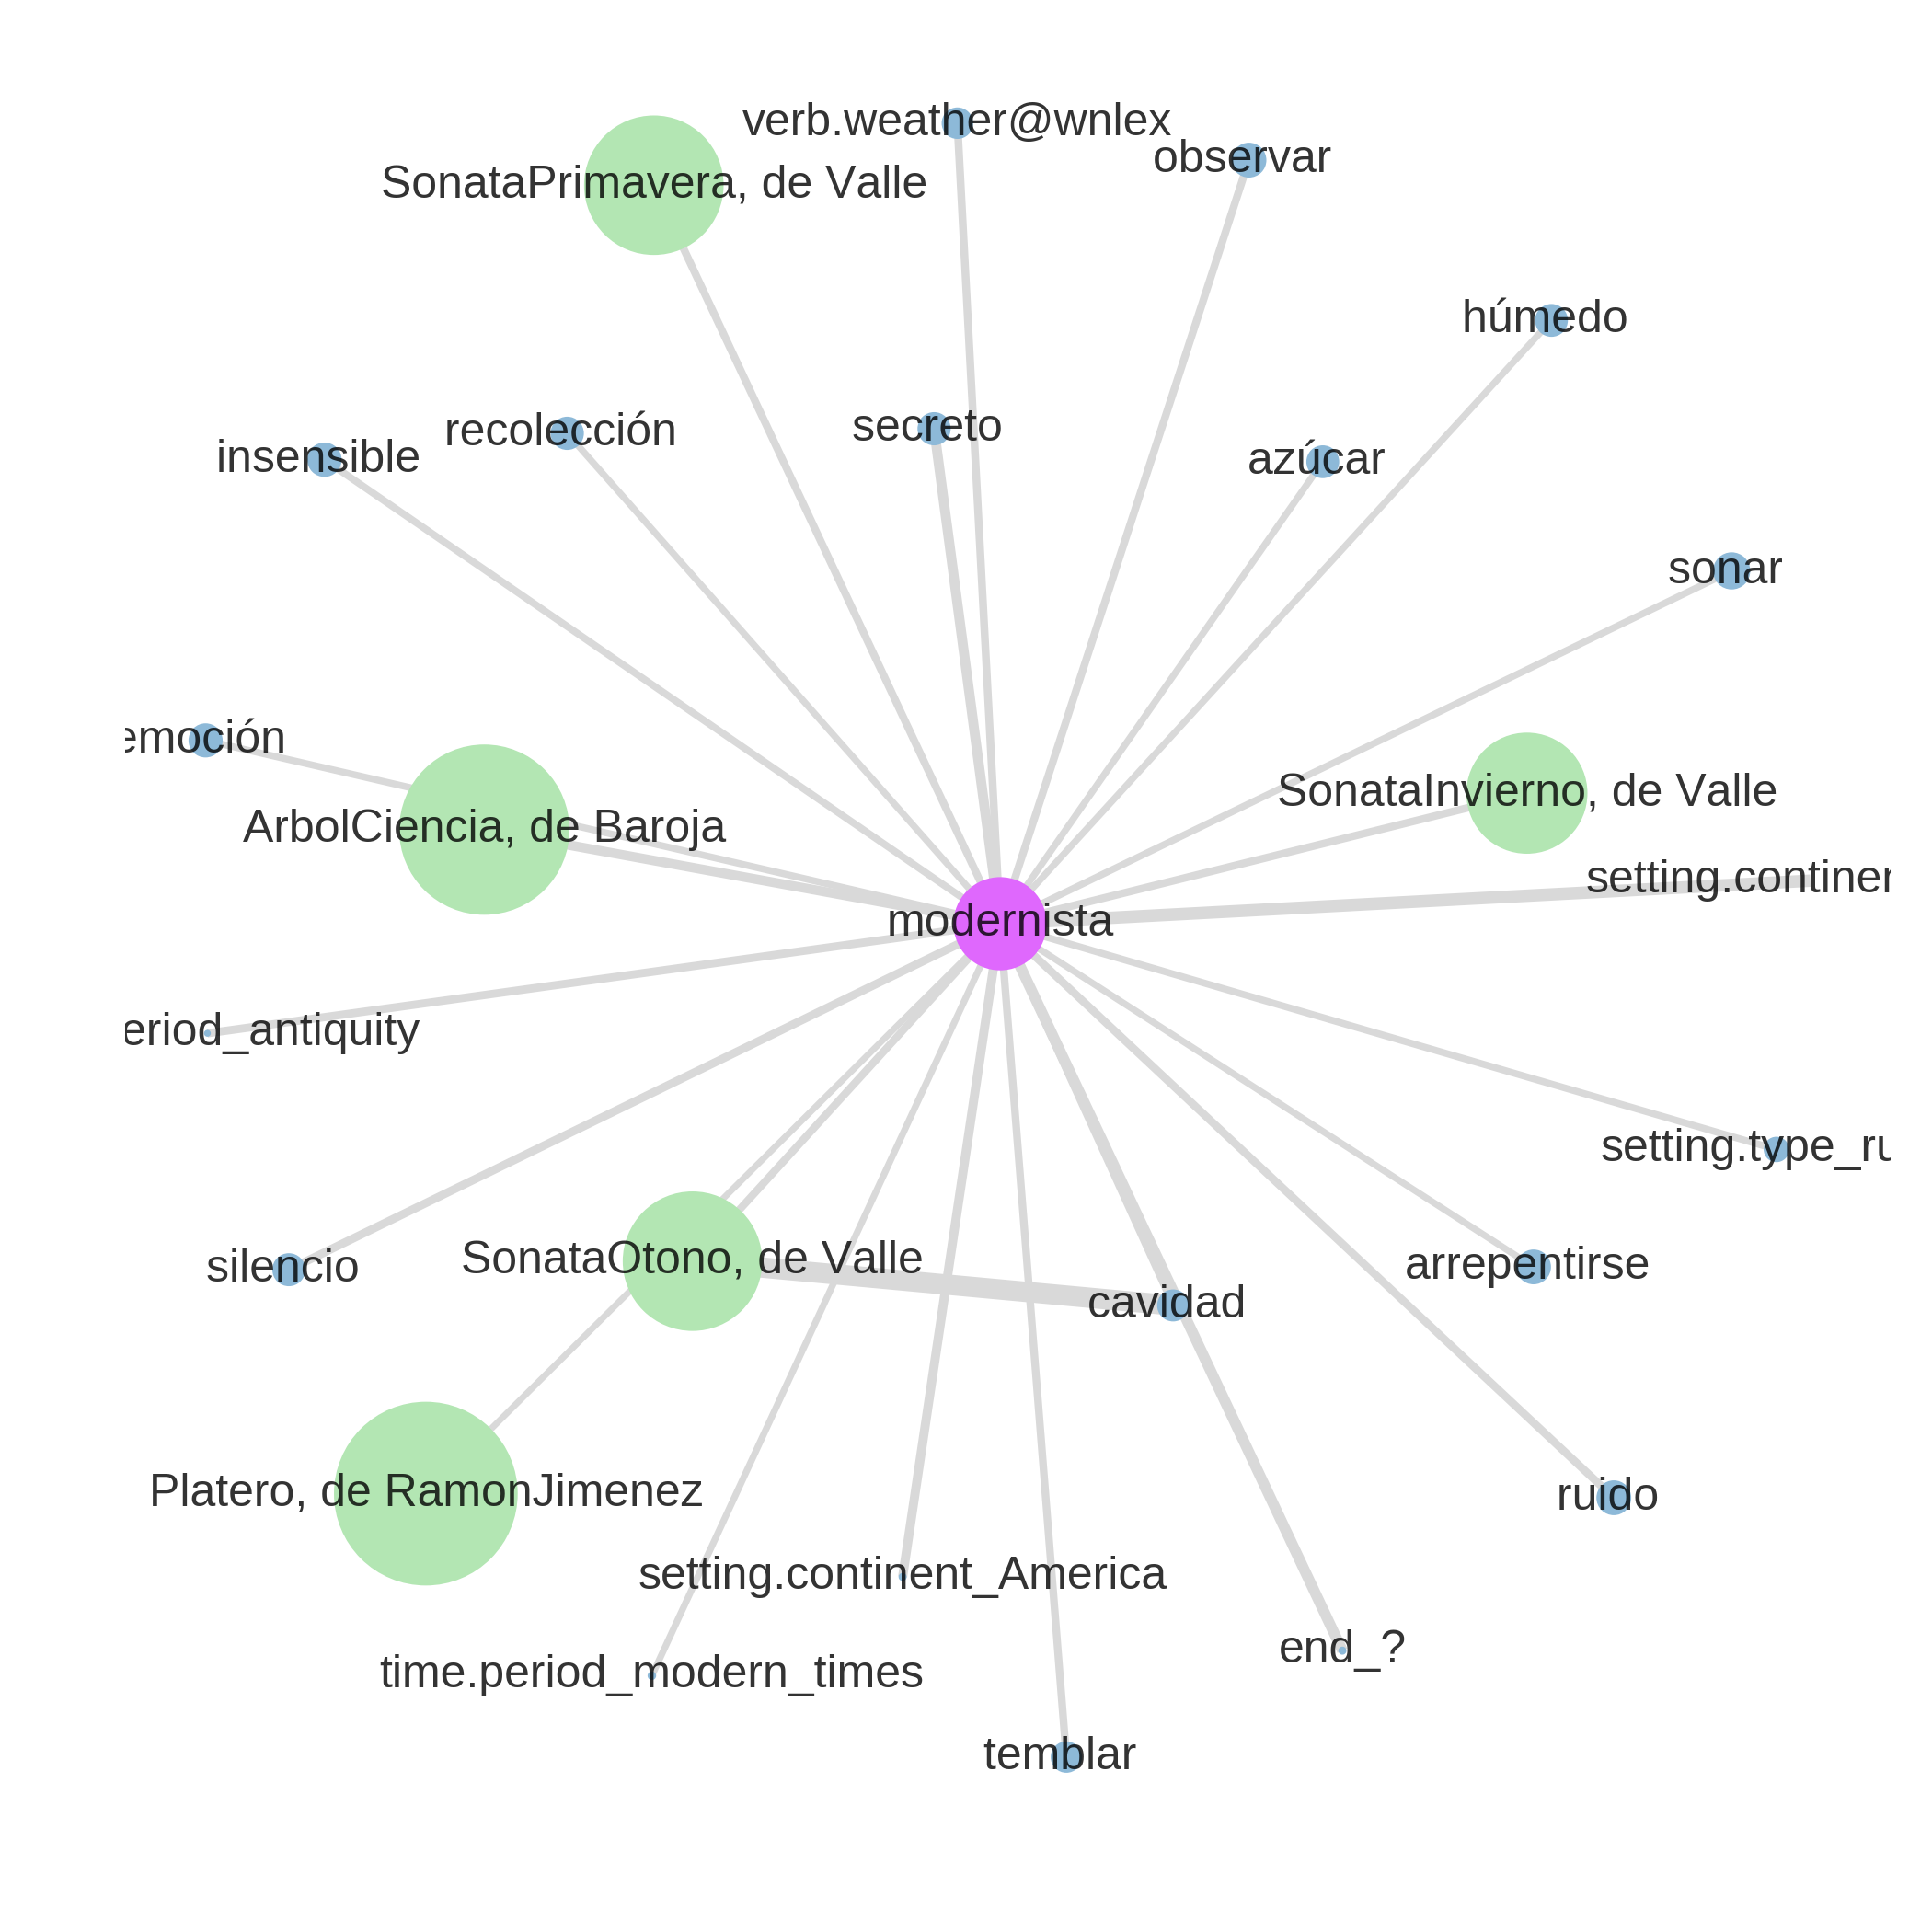 verb.weather@wnlex
observar
SonataPrimavera, de Valle
húmedo
secreto
recolección
insensible
azúcar
sonar
emoción
SonataInvierno, de Valle
ArbolCiencia, de Baroja
setting.continen
modernista
eriod_antiquity
setting.type_ru
SonataOtono, de Valle
silencio
arrepentirse
cavidad
Platero, de RamonJimenez
ruido
setting.continent_America
end_?
time.period_modern_times
temblar